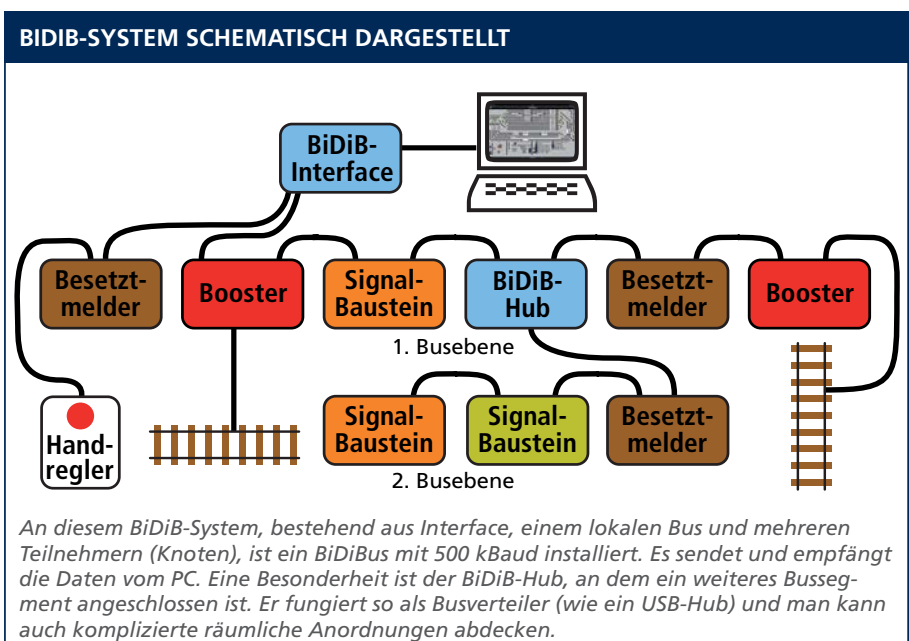 BIDIB-SYSTEM SCHEMATISCH DARGESTELLT
BiDiB-
Interface
Besetzt-
melder
Booster
Signal-
Baustein
BiDiB-
Hub
Besetzt-
melder
Booster
1. Busebene
Hand-
regler
Signal-
Baustein
Signal-
Baustein
Besetzt-
melder
2. Busebene
An diesem BiDiB-System, bestehend aus Interface, einem lokalen Bus und mehreren
Teilnehmern (Knoten), ist ein BiDiBus mit 500 kBaud installiert. Es sendet und empfängt
die Daten vom PC. Eine Besonderheit ist der BiDiB-Hub, an dem ein weiteres Busseg-
ment angeschlossen ist. Er fungiert so als Busverteiler (wie ein USB-Hub) und man kann
auch komplizierte räumliche Anordnungen abdecken.